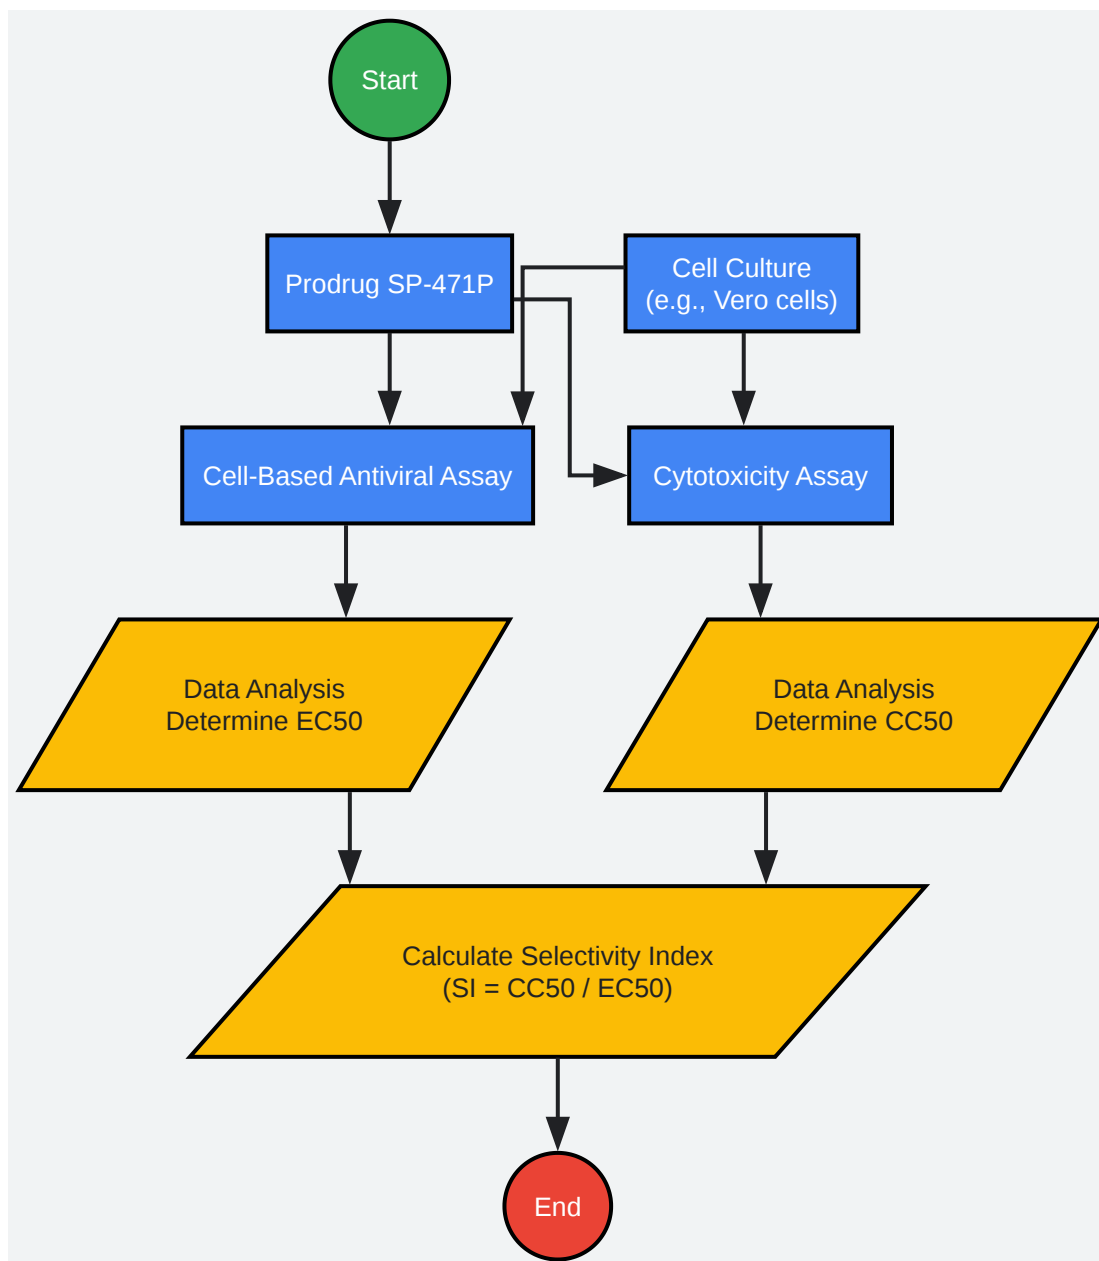 Start
Prodrug SP-471P
Cell Culture
(e.g., Vero cells)
Cell-Based Antiviral Assay
Cytotoxicity Assay
Data Analysis
Determine EC50
Data Analysis
Determine CC50
Calculate Selectivity Index
(SI = CC50 / EC50)
End